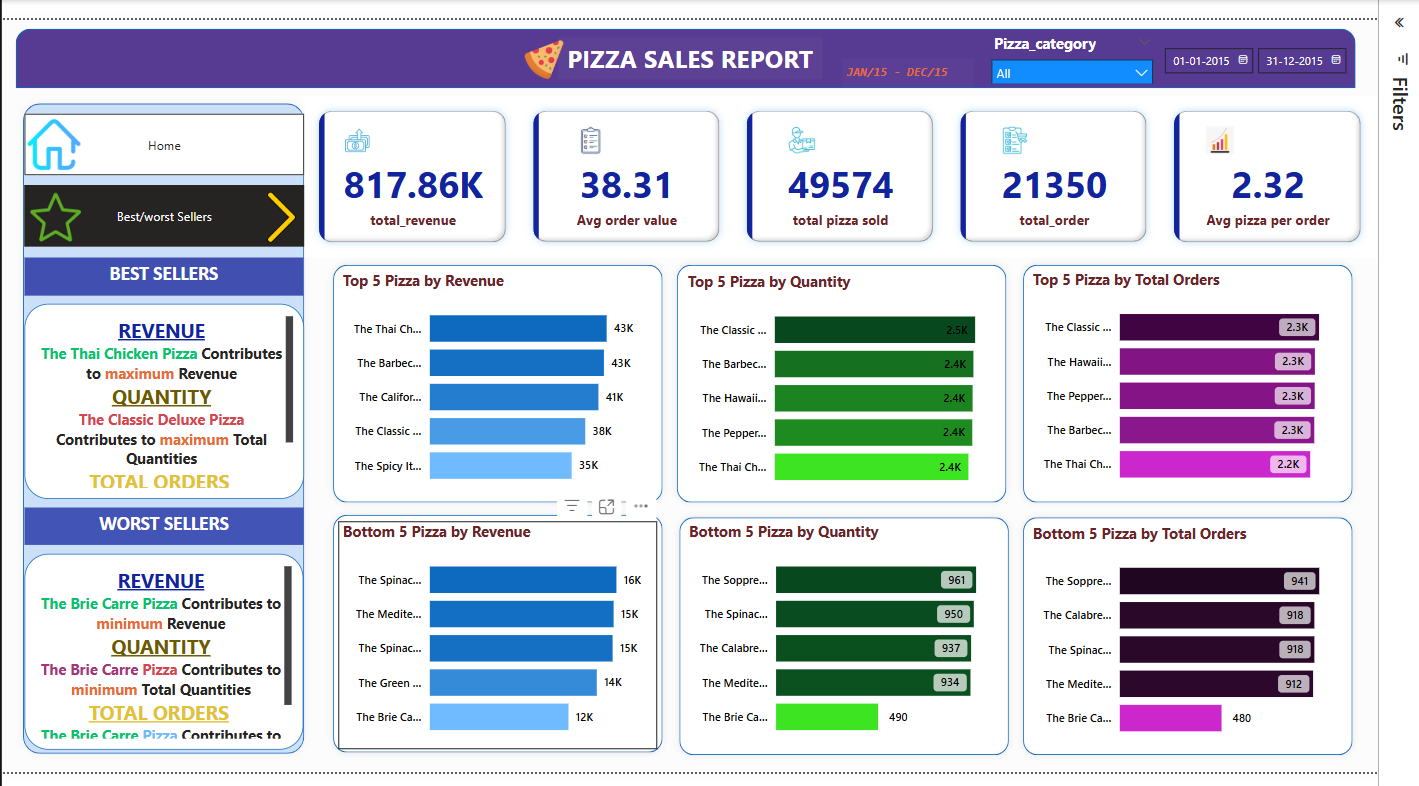 PIZZA SALES REPORT
JAN/15 - DEC/15
Pizza_category
All
01-01-2015
31-12-2015
Filters
Home
Best/worst Sellers
817.86K
total_revenue
38.31
Avg order value
49574
total pizza sold
21350
total_order
2.32
Avg pizza per order
BEST SELLERS
REVENUE
The Thai Chicken Pizza Contributes
to maximum Revenue
QUANTITY
The Classic Deluxe Pizza
Contributes to maximum Total
Quantities
TOTAL ORDERS
WORST SELLERS
REVENUE
The Brie Carre Pizza Contributes to
minimum Revenue
QUANTITY
The Brie Carre Pizza Contributes to
minimum Total Quantities
TOTAL ORDERS
The Brie Carre Pizza Contributes to
Top 5 Pizza by Revenue
The Thai Ch... 43K
The Barbec... 43K
The Califor... 41K
The Classic ... 38K
The Spicy It... 35K
Top 5 Pizza by Quantity
The Classic ... 2.5K
The Barbec... 2.4K
The Hawaii... 2.4K
The Pepper... 2.4K
The Thai Ch... 2.4K
Top 5 Pizza by Total Orders
The Classic ... 2.3K
The Hawaii... 2.3K
The Pepper... 2.3K
The Barbec... 2.3K
The Thai Ch... 2.2K
Bottom 5 Pizza by Revenue
The Spinac... 16K
The Medite... 15K
The Spinac... 15K
The Green ... 14K
The Brie Ca... 12K
Bottom 5 Pizza by Quantity
The Soppre... 961
The Spinac... 950
The Calabre... 937
The Medite... 934
The Brie Ca... 490
Bottom 5 Pizza by Total Orders
The Soppre... 941
The Calabre... 918
The Spinac... 918
The Medite... 912
The Brie Ca... 480